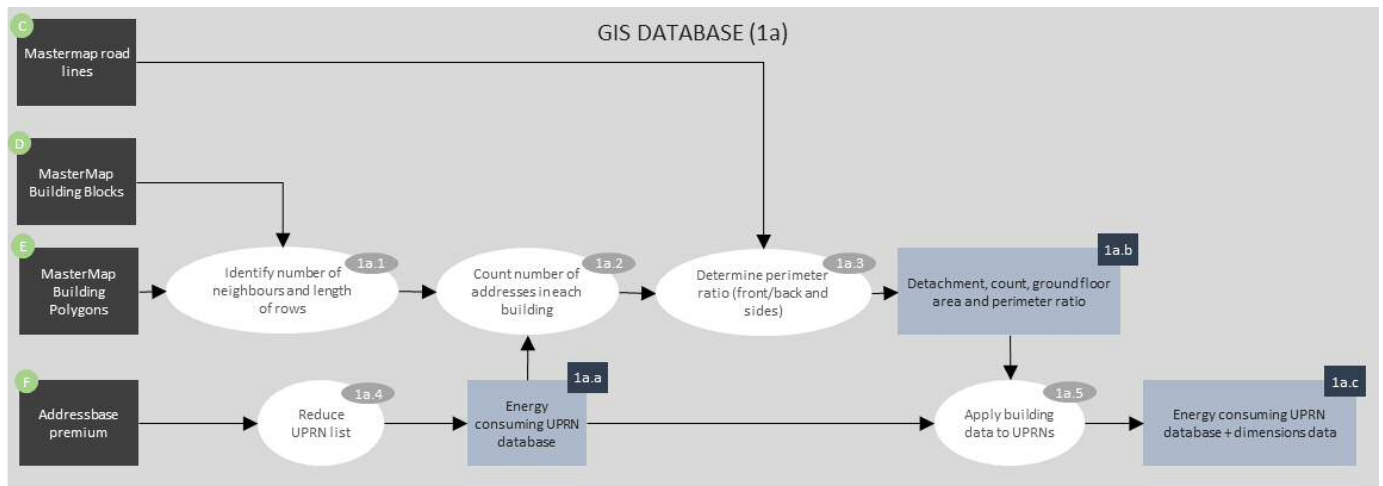 GIS DATABASE (1a)
C
Mastermap road
lines
D
MasterMap
Building Blocks
E
MasterMap
Building
Polygons
1a.1
Identify number of
neighbours and length
of rows
1a.2
Count number of
addresses in each
building
1a.3
Determine perimeter
ratio (front/back and
sides)
1a.b
Detachment, count, ground floor
area and perimeter ratio
F
Addressbase
premium
1a.4
Reduce
UPRN list
1a.a
Energy
consuming UPRN
database
1a.5
Apply building
data to UPRNs
1a.c
Energy consuming UPRN
database + dimensions data